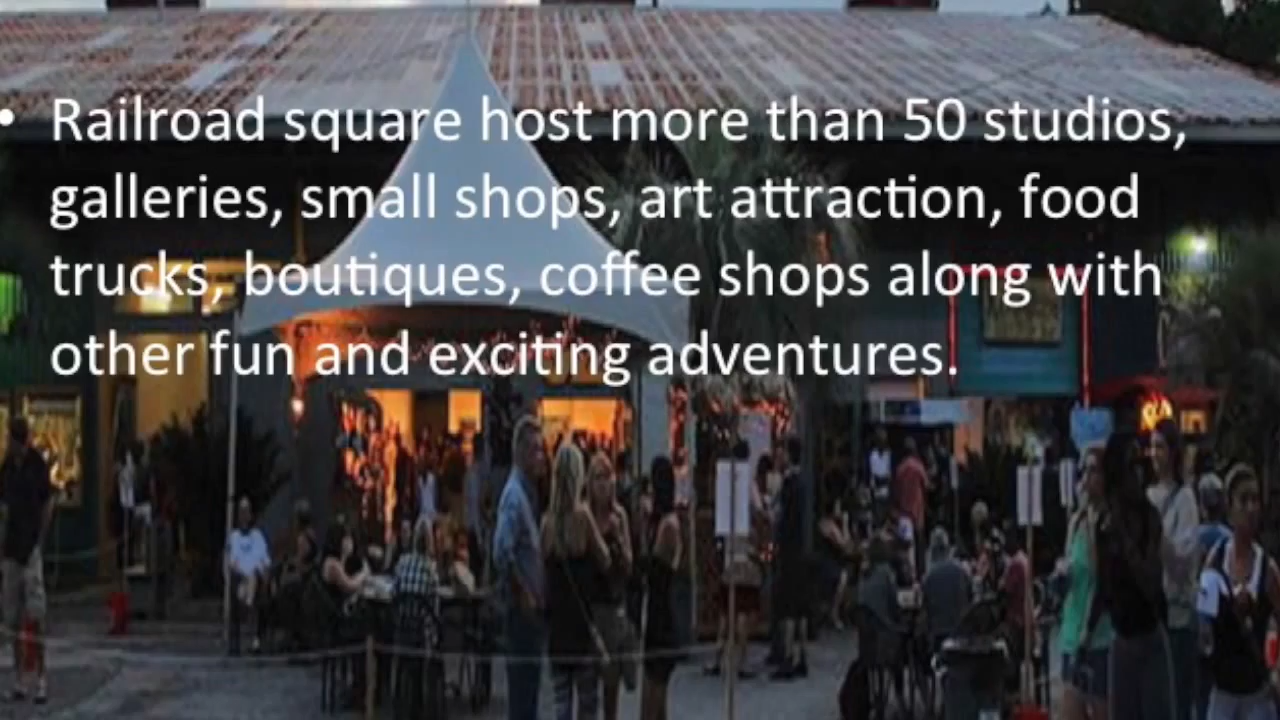 • Railroad square host more than 50 studios,
galleries, small shops, art attraction, food
trucks, boutiques, coffee shops along with
other fun and exciting adventures.